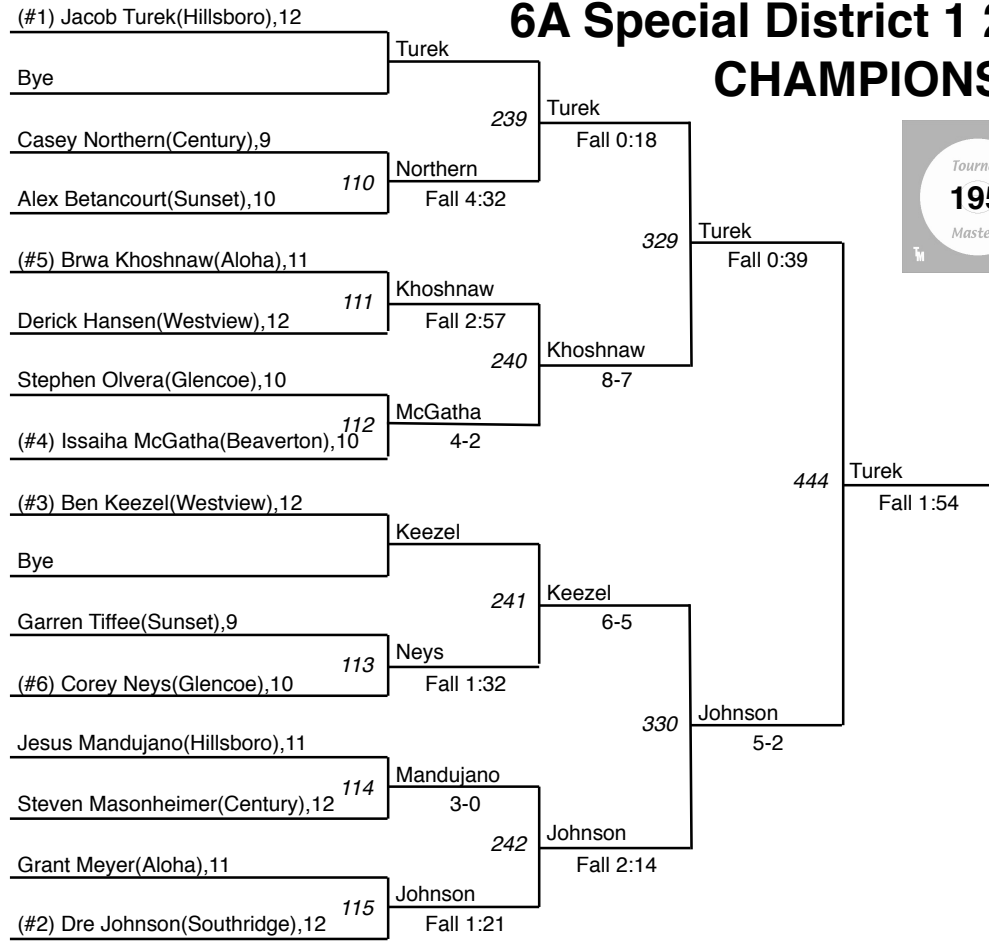 6A Special District 1 2
CHAMPIONS
(#1) Jacob Turek(Hillsboro),12
Bye
Turek
Casey Northern(Century),9
Alex Betancourt(Sunset),10
110
Northern
Fall 4:32
239
Turek
Fall 0:18
(#5) Brwa Khoshnaw(Aloha),11
Derick Hansen(Westview),12
111
Khoshnaw
Fall 2:57
Stephen Olvera(Glencoe),10
(#4) Issaiha McGatha(Beaverton),10
112
McGatha
4-2
240
Khoshnaw
8-7
329
Turek
Fall 0:39
(#3) Ben Keezel(Westview),12
Bye
Keezel
Garren Tiffee(Sunset),9
(#6) Corey Neys(Glencoe),10
113
Neys
Fall 1:32
241
Keezel
6-5
Jesus Mandujano(Hillsboro),11
Steven Masonheimer(Century),12
114
Mandujano
3-0
Grant Meyer(Aloha),11
(#2) Dre Johnson(Southridge),12
115
Johnson
Fall 1:21
242
Johnson
Fall 2:14
330
Johnson
5-2
444
Turek
Fall 1:54
Tourn
195
Maste
TM